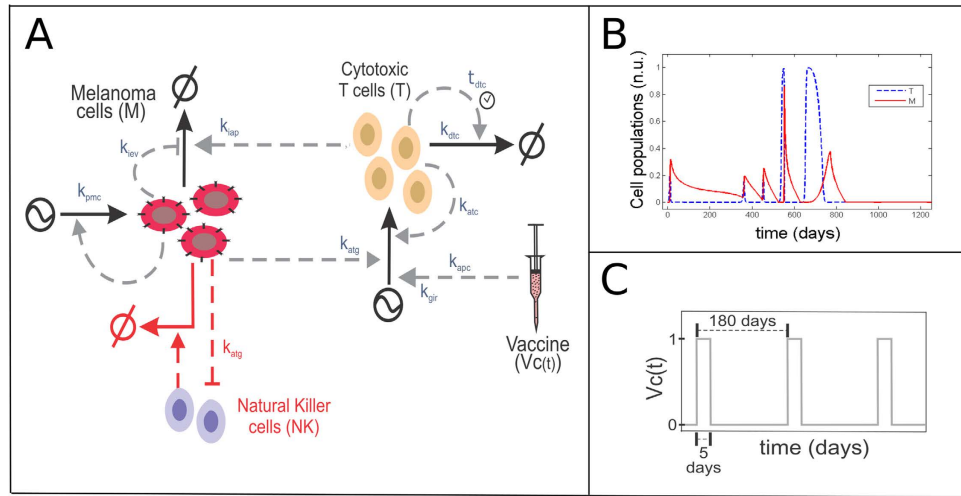 A
Melanoma
cells (M)
Cytotoxic
T cells (T)
t_dtc
k_dtc
k_iap
k_iev
k_pmc
k_atc
k_atg
k_apc
k_gir
Vaccine
(Vc(t))
k_atg
Natural Killer
cells (NK)
B
Cell populations (n.u.)
1
0.8
0.6
0.4
0.2
0
0 200 400 600 800 1000 1200
time (days)
T
M
C
180 days
Vc(t)
1
0
5
days
time (days)